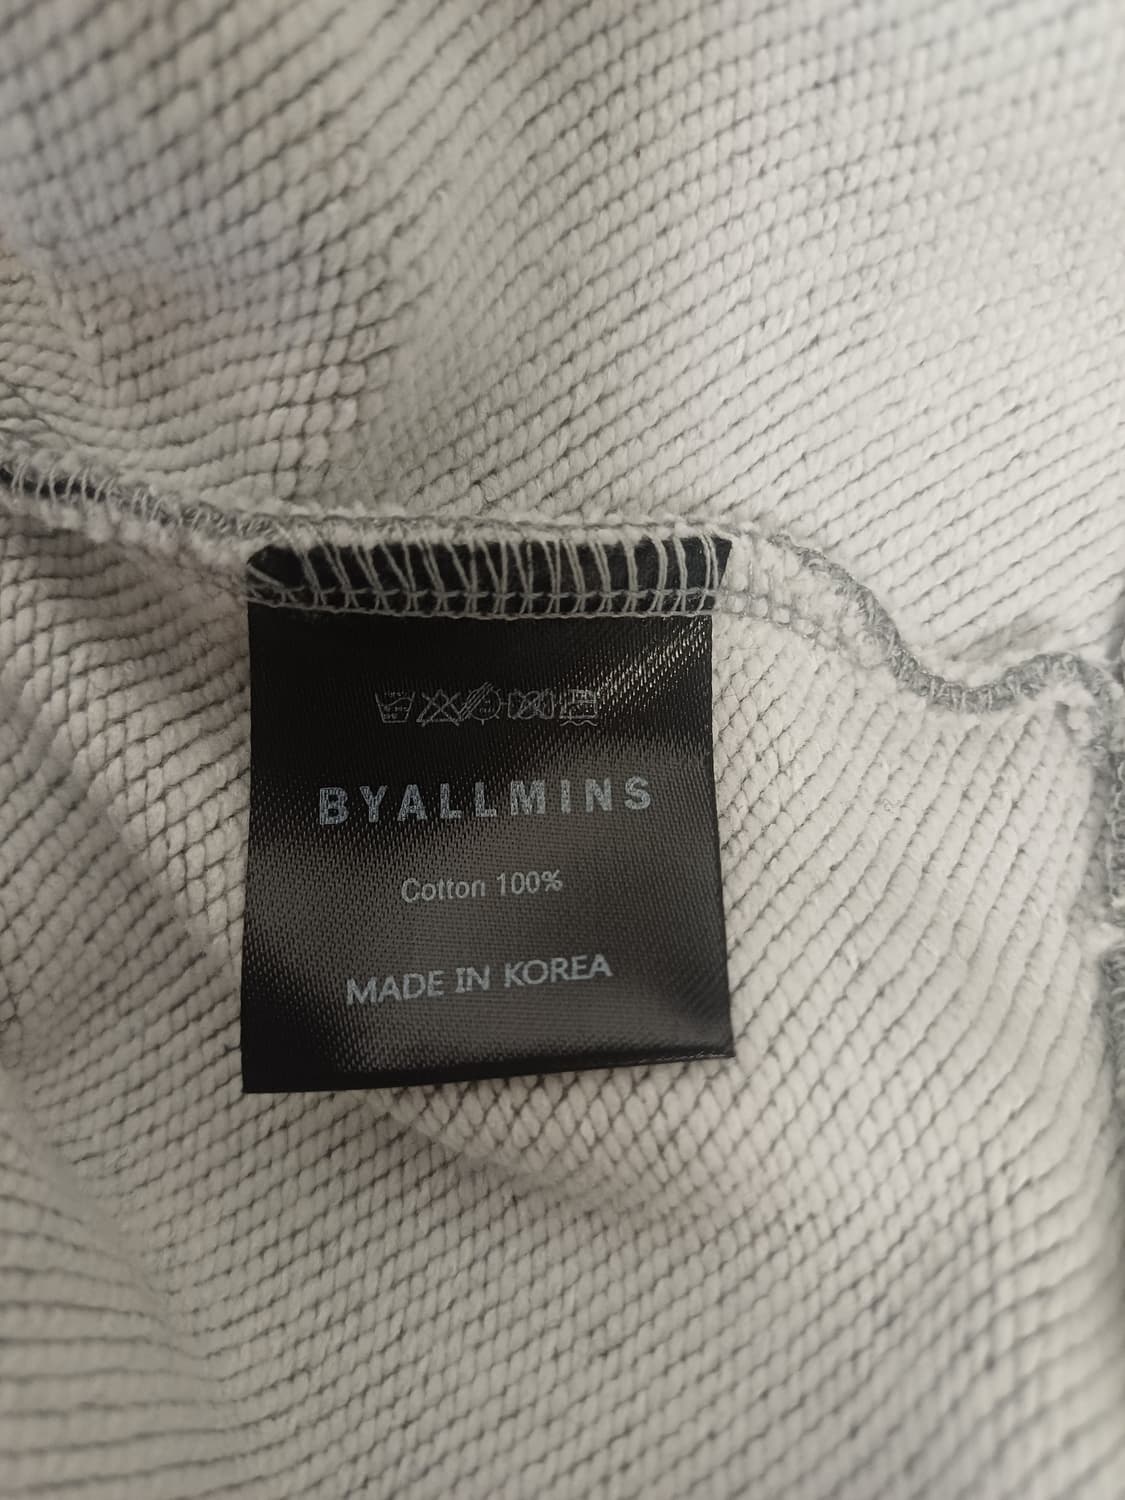 BYALLMINS
Cotton 100%
MADE IN KOREA